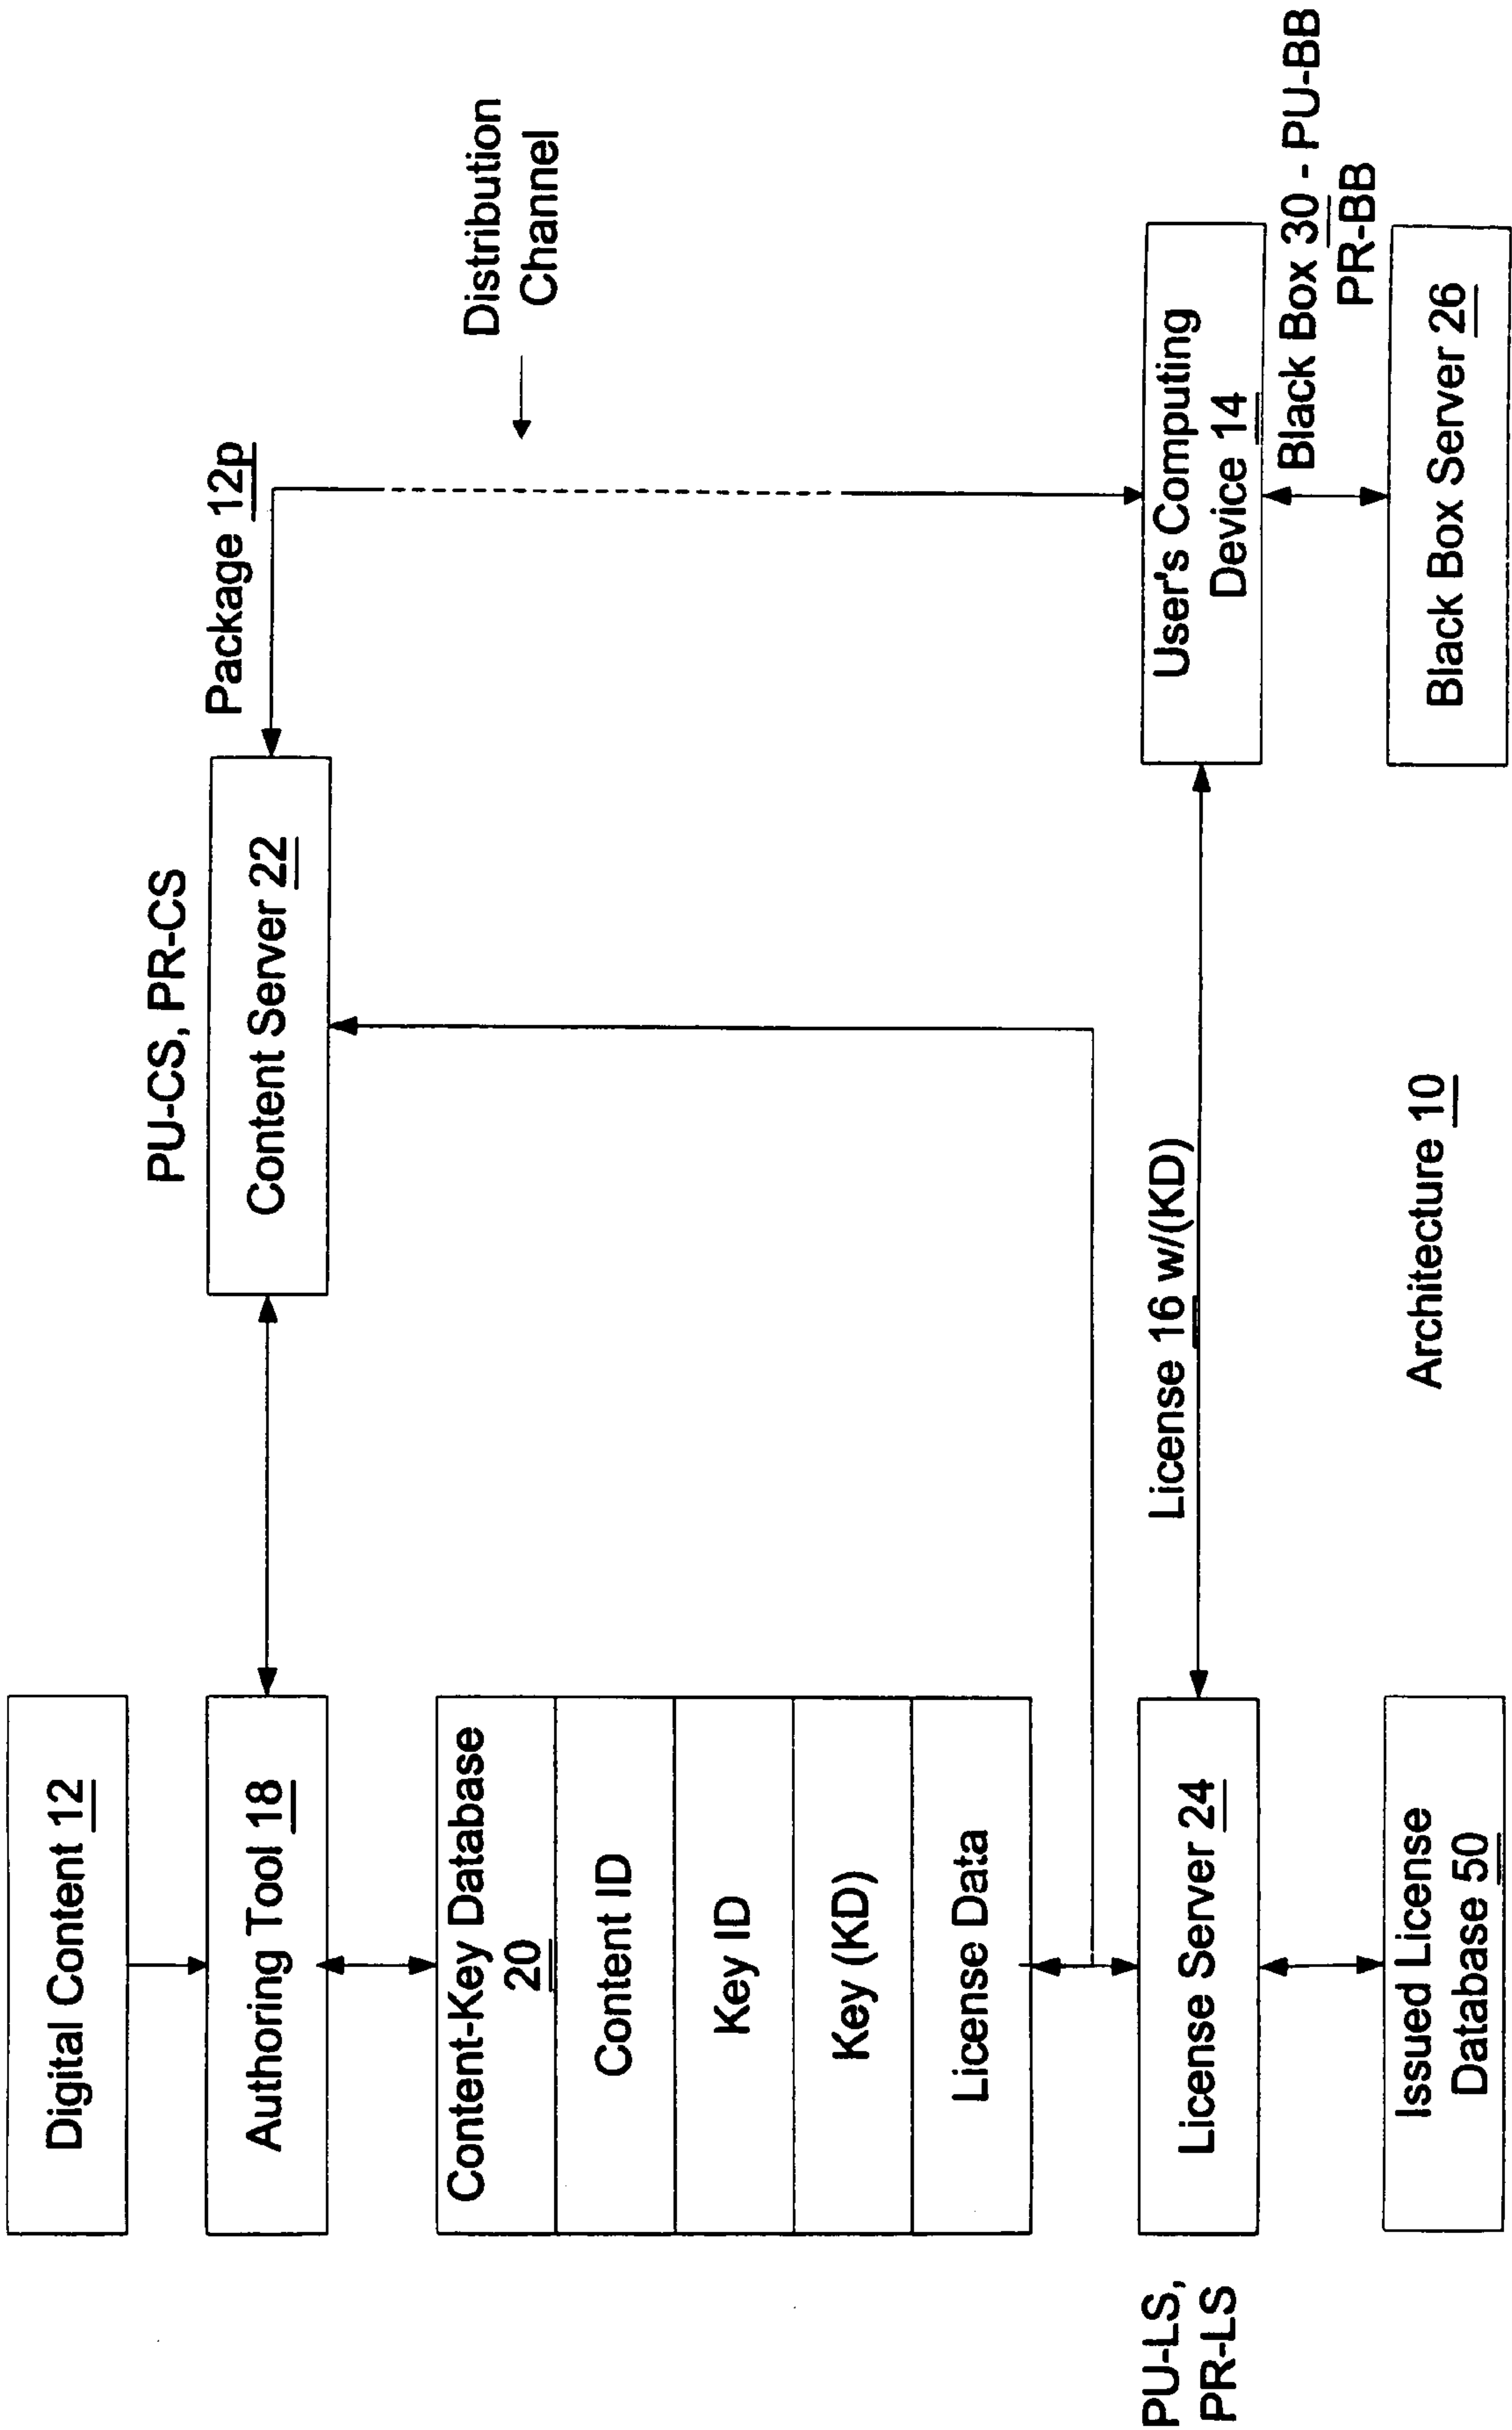 Digital Content 12
Authoring Tool 18
PU-CS, PR-CS
Content Server 22
Package 12p
Distribution
Channel
Content-Key Database
20
Content ID
Key ID
Key (KD)
License Data
PU-LS,
PR-LS
License Server 24
License 16 w/(KD)
User's Computing
Device 14
Black Box 30 - PU-BB
PR-BB
Issued License
Database 50
Architecture 10
Black Box Server 26